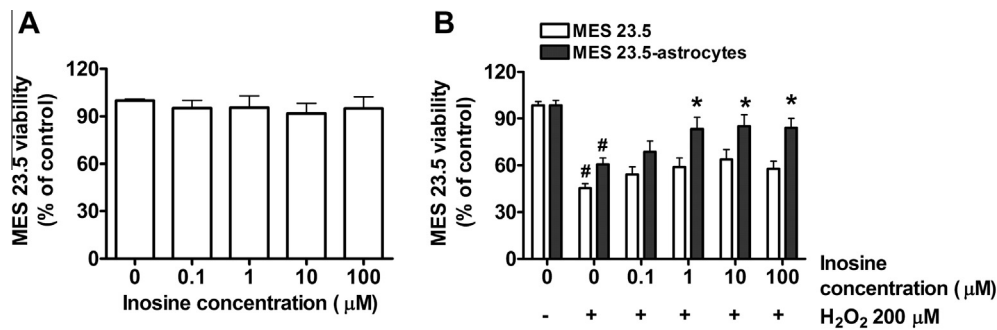 A
MES 23.5 viability
(% of control)
120
90
60
30
0
0 0.1 1 10 100
Inosine concentration ( μM)
B
MES 23.5
MES 23.5-astrocytes
MES 23.5 viability
(% of control)
120
90
60
30
0
# # * * *
0 0 0.1 1 10 100
Inosine
concentration ( μM)
- + + + + + H₂O₂ 200 μM